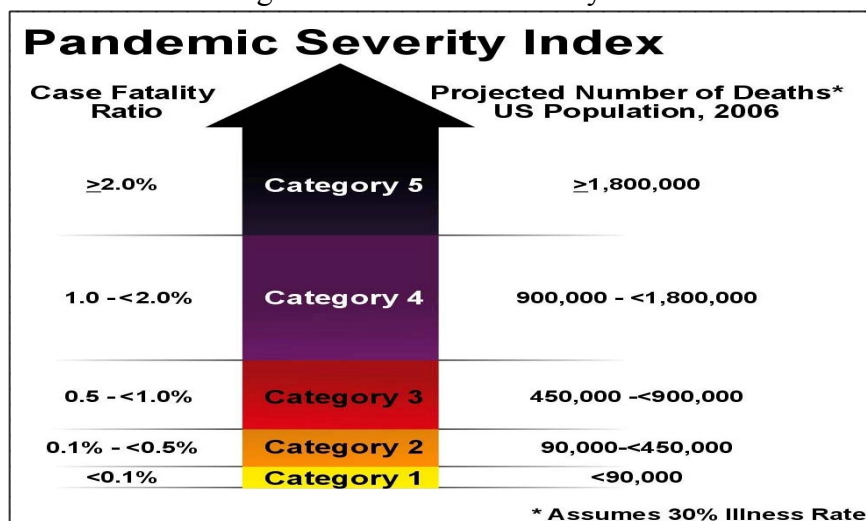 Pandemic Severity Index
Case Fatality
Ratio
Projected Number of Deaths*
US Population, 2006
≥2.0%
Category 5
≥1,800,000
1.0 -<2.0%
Category 4
900,000 - <1,800,000
0.5 -<1.0%
Category 3
450,000 -<900,000
0.1% - <0.5%
Category 2
90,000-<450,000
<0.1%
Category 1
<90,000
* Assumes 30% Illness Rate